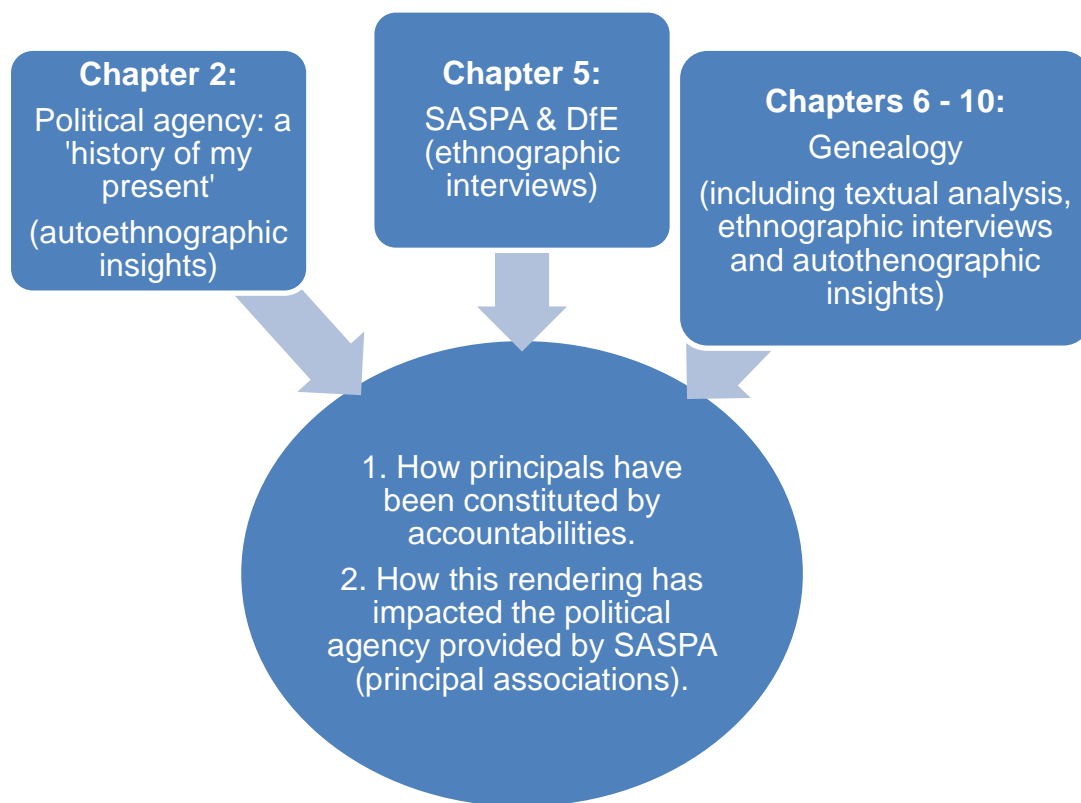 Chapter 2:
Political agency: a
'history of my
present'
(autoethnographic
insights)
Chapter 5:
SASPA & DfE
(ethnographic
interviews)
Chapters 6 - 10:
Genealogy
(including textual analysis,
ethnographic interviews
and autothenographic
insights)
1. How principals have
been constituted by
accountabilities.
2. How this rendering has
impacted the political
agency provided by SASPA
(principal associations).